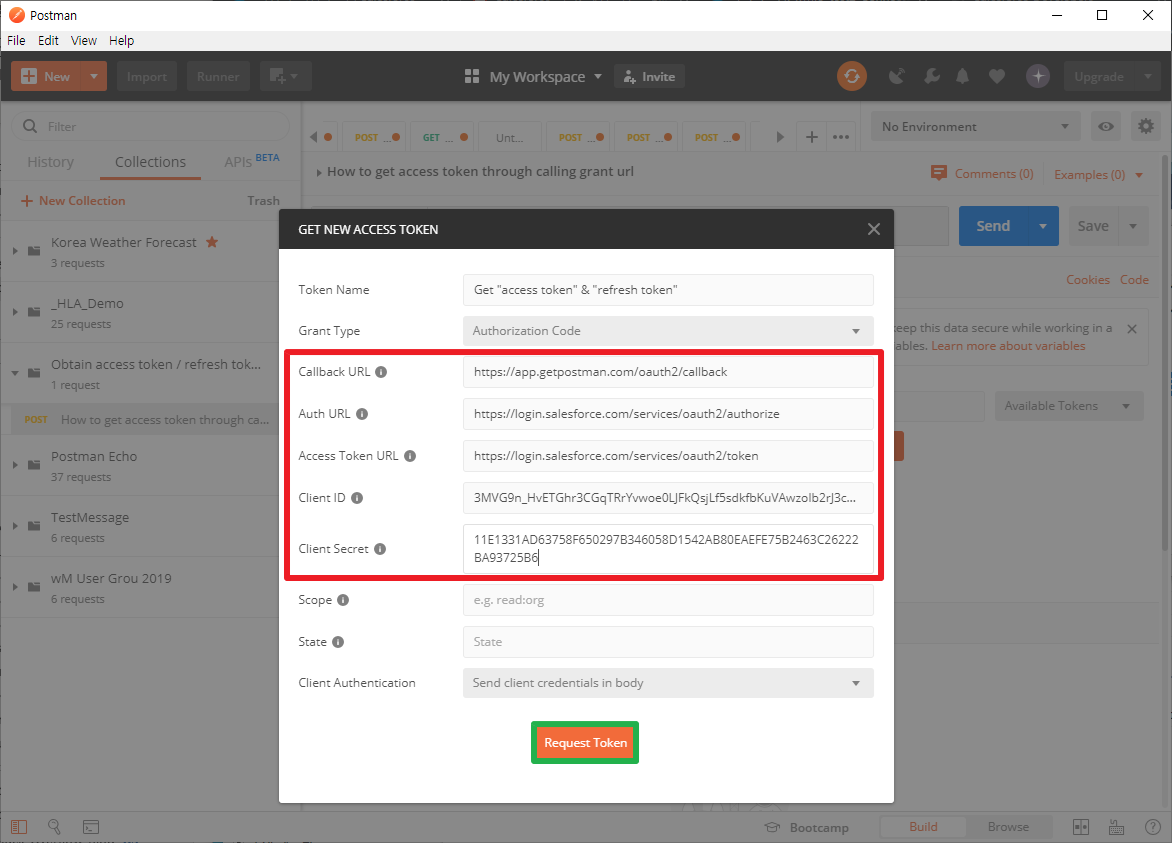 Postman
File Edit View Help
New Import Runner My Workspace Invite Upgrade
Filter
History Collections APIs BETA
New Collection Trash
Korea Weather Forecast
3 requests
_HLA_Demo
25 requests
Obtain access token / refresh tok...
1 request
POST How to get access token through ca...
Postman Echo
37 requests
TestMessage
6 requests
wM User Grou 2019
6 requests
POST ... GET ... Unt... POST ... POST ... POST ...
No Environment
How to get access token through calling grant url
Comments (0) Examples (0)
Send Save
Cookies Code
keep this data secure while working in a
ables. Learn more about variables
Available Tokens
GET NEW ACCESS TOKEN
Token Name Get "access token" & "refresh token"
Grant Type Authorization Code
Callback URL https://app.getpostman.com/oauth2/callback
Auth URL https://login.salesforce.com/services/oauth2/authorize
Access Token URL https://login.salesforce.com/services/oauth2/token
Client ID 3MVG9n_HvETGhr3CGqTRrYvwoe0LJFkQsjLf5sdkfbKuVAwzolb2rJ3c...
Client Secret 11E1331AD63758F650297B346058D1542AB80EAEFE75B2463C26222
BA93725B6
Scope e.g. read:org
State State
Client Authentication Send client credentials in body
Request Token
Bootcamp Build Browse